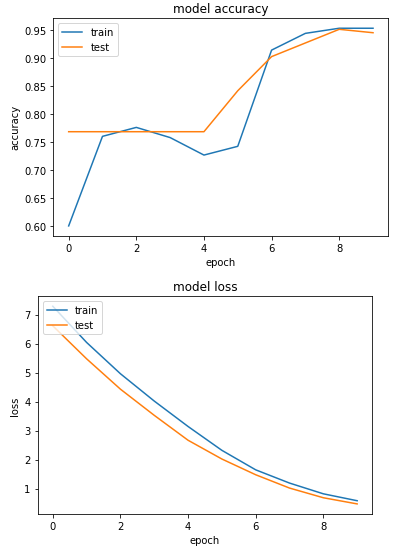 model accuracy
train
test
0.95
0.90
0.85
0.80
0.75
0.70
0.65
0.60
accuracy
0 2 4 6 8
epoch
model loss
train
test
7
6
5
4
3
2
1
loss
0 2 4 6 8
epoch